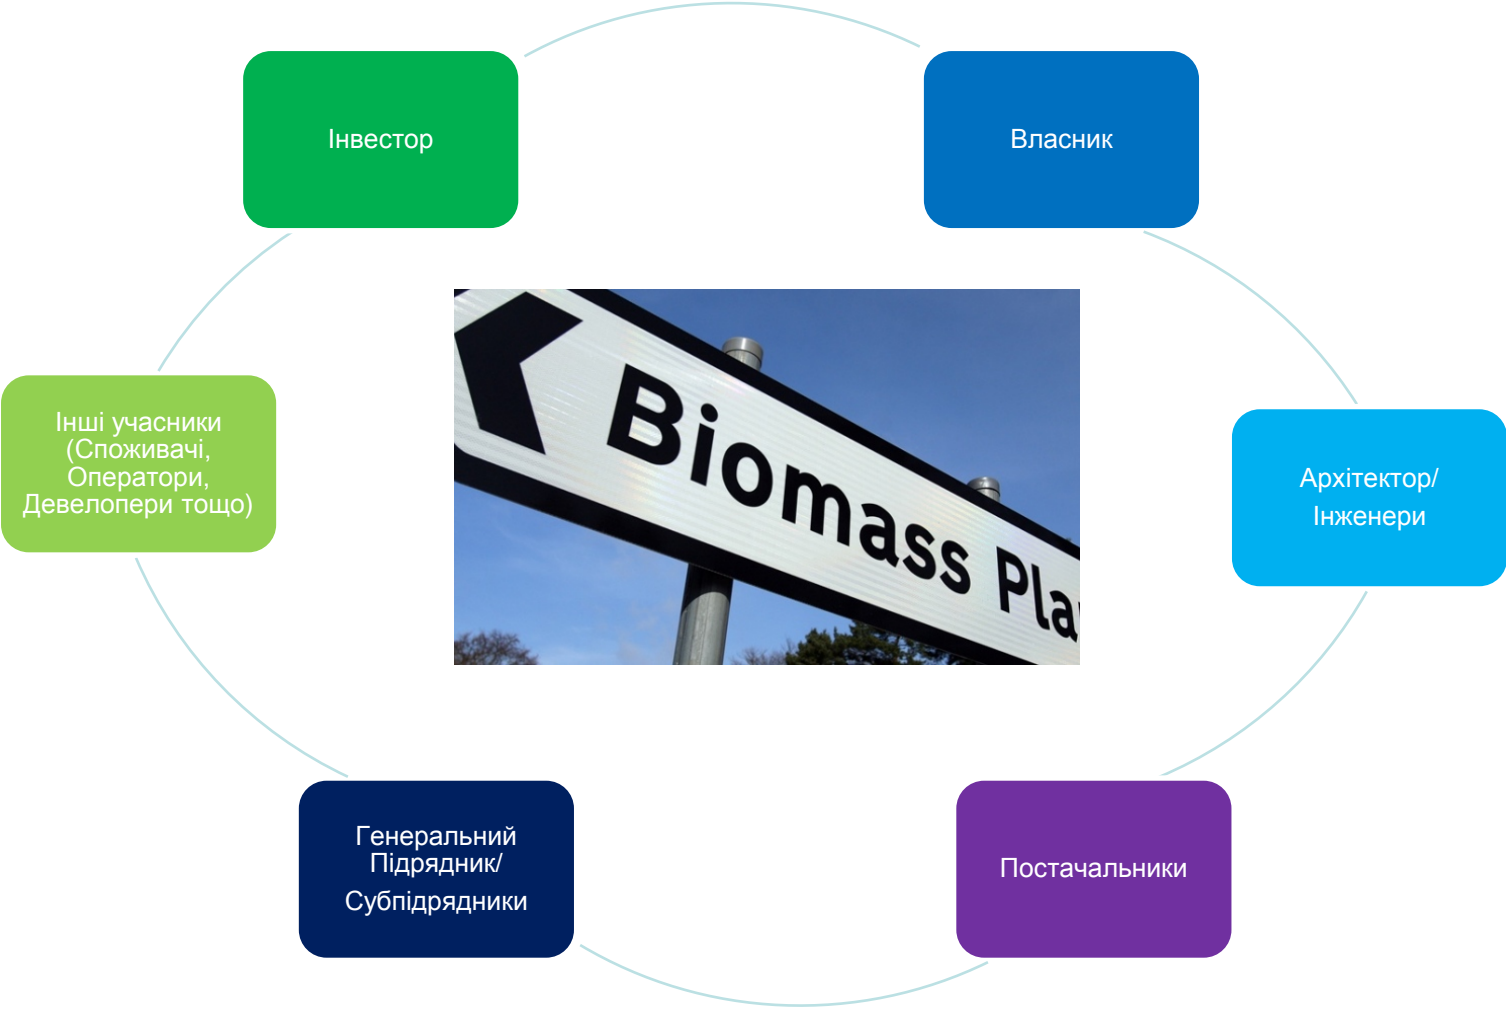 Інвестор
Власник
Biomass Pla
Інші учасники
(Споживачі,
Оператори,
Девелопери тощо)
Архітектор/
Інженери
Генеральний
Підрядник/
Субпідрядники
Постачальники